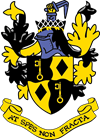 AT SPES NON FRACTA